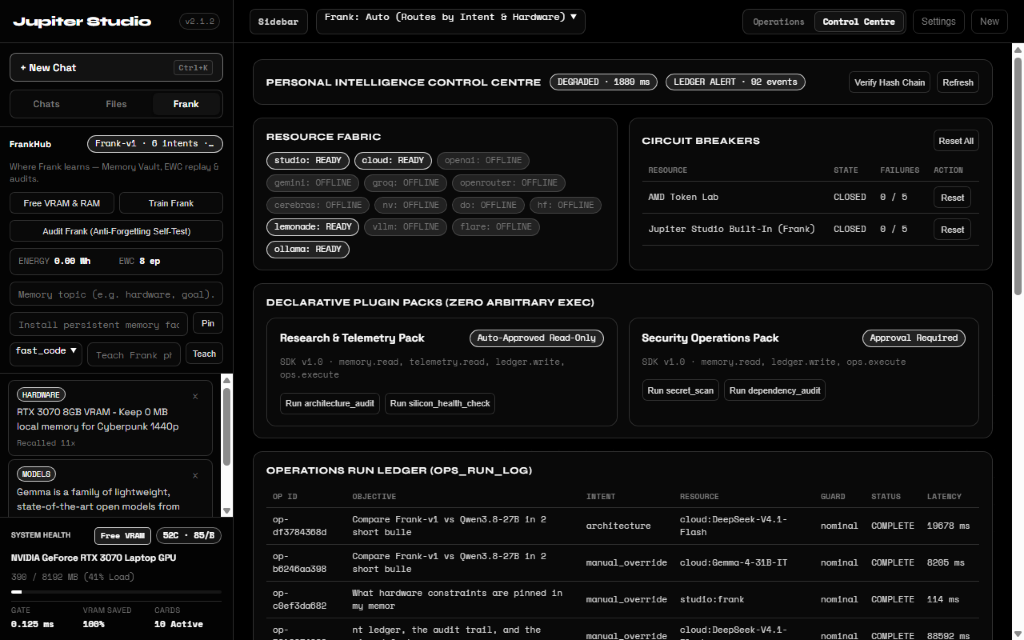 Jupiter Studio v2.1.2
+ New Chat Ctrl+K
Chats Files Frank
FrankHub Frank-v1 · 6 intents ·…
Where Frank learns — Memory Vault, EWC replay &
audits.
Free VRAM & RAM Train Frank
Audit Frank (Anti-Forgetting Self-Test)
ENERGY 0.00 Wh EWC 8 ep
Memory topic (e.g. hardware, goal).
Install persistent memory fac Pin
fast_code ▼ Teach Frank ph Teach
HARDWARE x
RTX 3070 8GB VRAM - Keep 0 MB
local memory for Cyberpunk 1440p
Recalled 11x
MODELS x
Gemma is a family of lightweight,
state-of-the-art open models from
SYSTEM HEALTH Free VRAM 52C · 85/B
NVIDIA GeForce RTX 3070 Laptop GPU
390 / 8192 MB (41% Load)
GATE VRAM SAVED CARDS
0.125 ms 100% 10 Active
Sidebar Frank: Auto (Routes by Intent & Hardware) ▼ Operations Control Centre Settings New
PERSONAL INTELLIGENCE CONTROL CENTRE DEGRADED · 1889 ms LEDGER ALERT · 92 events Verify Hash Chain Refresh
RESOURCE FABRIC
studio: READY cloud: READY openai: OFFLINE
gemini: OFFLINE groq: OFFLINE openrouter: OFFLINE
cerebras: OFFLINE nv: OFFLINE do: OFFLINE hf: OFFLINE
lemonade: READY vllm: OFFLINE flare: OFFLINE
ollama: READY
CIRCUIT BREAKERS Reset All
RESOURCE STATE FAILURES ACTION
AMD Token Lab CLOSED 0 / 5 Reset
Jupiter Studio Built-In (Frank) CLOSED 0 / 5 Reset
DECLARATIVE PLUGIN PACKS (ZERO ARBITRARY EXEC)
Research & Telemetry Pack Auto-Approved Read-Only
SDK v1.0 · memory.read, telemetry.read, ledger.write,
ops.execute
Run architecture_audit Run silicon_health_check
Security Operations Pack Approval Required
SDK v1.0 · memory.read, ledger.write, ops.execute
Run secret_scan Run dependency_audit
OPERATIONS RUN LEDGER (OPS_RUN_LOG)
OP ID OBJECTIVE INTENT RESOURCE GUARD STATUS LATENCY
op-
df3784368d Compare Frank-v1 vs Qwen3.8-27B in 2
short bulle architecture cloud:DeepSeek-V4.1-
Flash nominal COMPLETE 19678 ms
op-
b6246aa398 Compare Frank-v1 vs Qwen3.8-27B in 2
short bulle manual_override cloud:Gemma-4-31B-IT nominal COMPLETE 8205 ms
op-
c0ef3da682 What hardware constraints are pinned in
my memor manual_override studio:frank nominal COMPLETE 114 ms
op- nt ledger, the audit trail, and the manual_override cloud:DeepSeek-V4.1- nominal COMPLETE 88592 ms